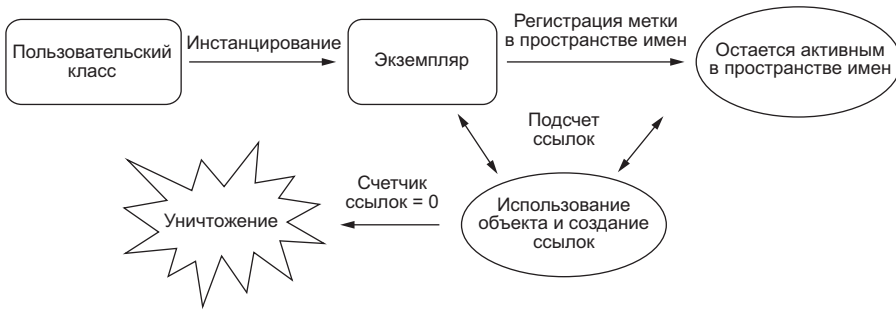 Пользовательский
класс
Инстанцирование
Экземпляр
Регистрация метки
в пространстве имен
Остается активным
в пространстве имен
Подсчет
ссылок
Уничтожение
Счетчик
ссылок = 0
Использование
объекта и создание
ссылок